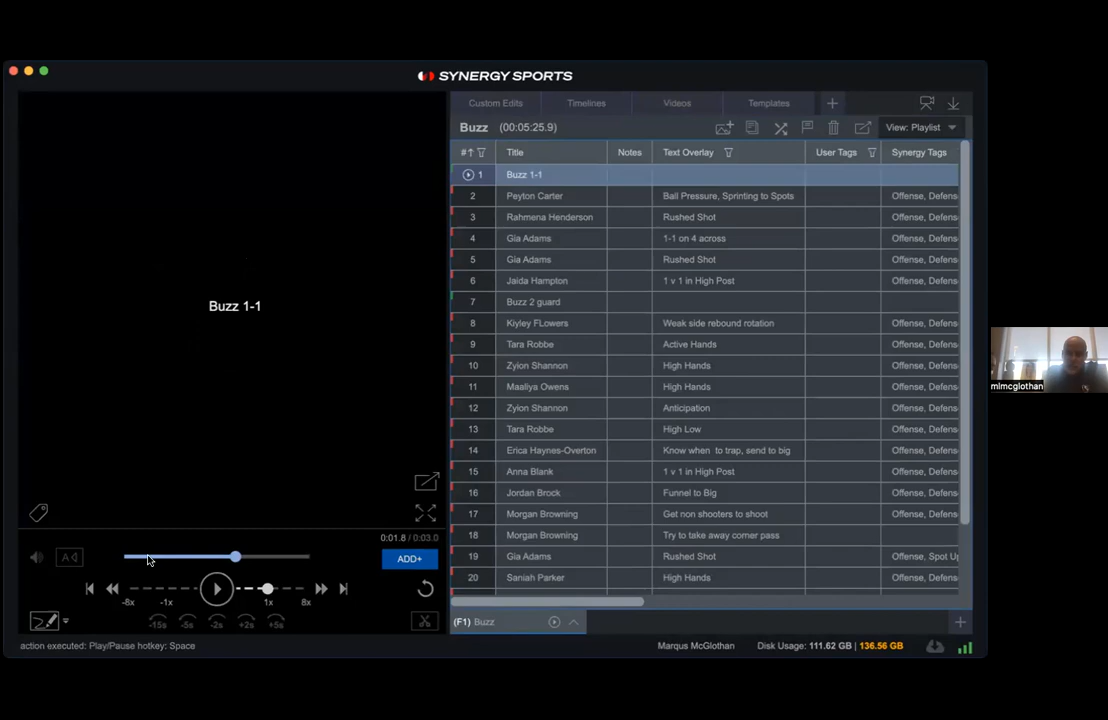 SYNERGY SPORTS
Custom Edits Timelines Videos Templates +
Buzz (00:05:25.9) View: Playlist
#↑ Title Notes Text Overlay User Tags Synergy Tags
1 Buzz 1-1
2 Peyton Carter Ball Pressure, Sprinting to Spots Offense, Defens
3 Rahmena Henderson Rushed Shot Offense, Defens
4 Gia Adams 1-1 on 4 across Offense, Defens
5 Gia Adams Rushed Shot Offense, Defens
6 Jaida Hampton 1 v 1 in High Post Offense, Defens
7 Buzz 2 guard
8 Kiyley FLowers Weak side rebound rotation Offense, Defens
9 Tara Robbe Active Hands Offense, Defens
10 Zyion Shannon High Hands Offense, Defens
11 Maaliya Owens High Hands Offense, Defens
12 Zyion Shannon Anticipation Offense, Defens
13 Tara Robbe High Low Offense, Defens
14 Erica Haynes-Overton Know when to trap, send to big Offense, Defens
15 Anna Blank 1 v 1 in High Post Offense, Defens
16 Jordan Brock Funnel to Big Offense, Defens
17 Morgan Browning Get non shooters to shoot Offense, Defens
18 Morgan Browning Try to take away corner pass
19 Gia Adams Rushed Shot Offense, Spot Up
20 Saniah Parker High Hands Offense, Defens
Buzz 1-1
0:01.8 / 0:03.0
A ADD+
-8x -1x 1x 8x
-15s -5s -2s +2s +5s
(F1) Buzz +
action executed: Play/Pause hotkey: Space Marqus McGlothan Disk Usage: 111.62 GB | 136.56 GB
mlmcglothan